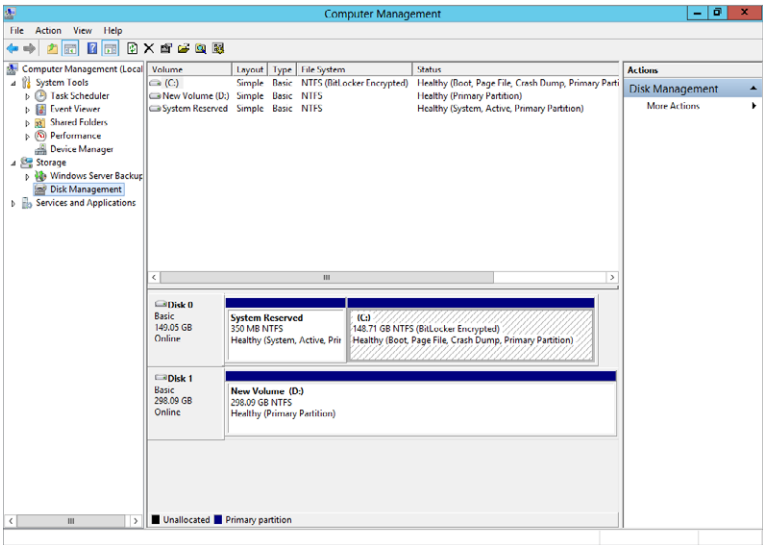 Computer Management
File Action View Help
Computer Management (Local
System Tools
Task Scheduler
Event Viewer
Shared Folders
Performance
Device Manager
Storage
Windows Server Backup
Disk Management
Services and Applications
Volume Layout Type File System Status
(C:) Simple Basic NTFS (BitLocker Encrypted) Healthy (Boot, Page File, Crash Dump, Primary Parti
New Volume (D:) Simple Basic NTFS Healthy (Primary Partition)
System Reserved Simple Basic NTFS Healthy (System, Active, Primary Partition)
Actions
Disk Management
More Actions
Disk 0
Basic
149.05 GB
Online
System Reserved
350 MB NTFS
Healthy (System, Active, Prir
(C:)
148.71 GB NTFS (BitLocker Encrypted)
Healthy (Boot, Page File, Crash Dump, Primary Partition)
Disk 1
Basic
298.09 GB
Online
New Volume (D:)
298.09 GB NTFS
Healthy (Primary Partition)
Unallocated Primary partition